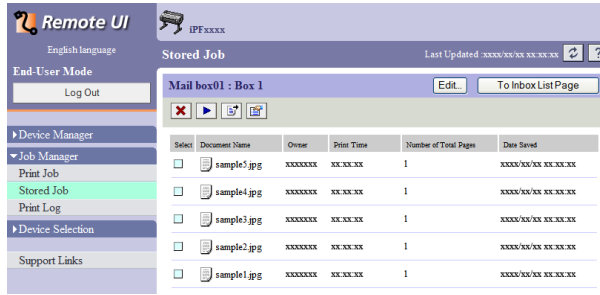 Remote UI
English language
End-User Mode
Log Out
▶Device Manager
▼Job Manager
Print Job
Stored Job
Print Log
▶Device Selection
Support Links
iPFxxxx
Stored Job
Last Updated :xxxx/xx/xx xx:xx:xx
?
Mail box01 : Box 1
Edit...
To Inbox List Page
Select Document Name Owner Print Time Number of Total Pages Date Saved
sample5.jpg xxxxxxx xx:xx:xx 1 xxxx/xx/xx xx:xx:xx
sample4.jpg xxxxxxx xx:xx:xx 1 xxxx/xx/xx xx:xx:xx
sample3.jpg xxxxxxx xx:xx:xx 1 xxxx/xx/xx xx:xx:xx
sample2.jpg xxxxxxx xx:xx:xx 1 xxxx/xx/xx xx:xx:xx
sample1.jpg xxxxxxx xx:xx:xx 1 xxxx/xx/xx xx:xx:xx